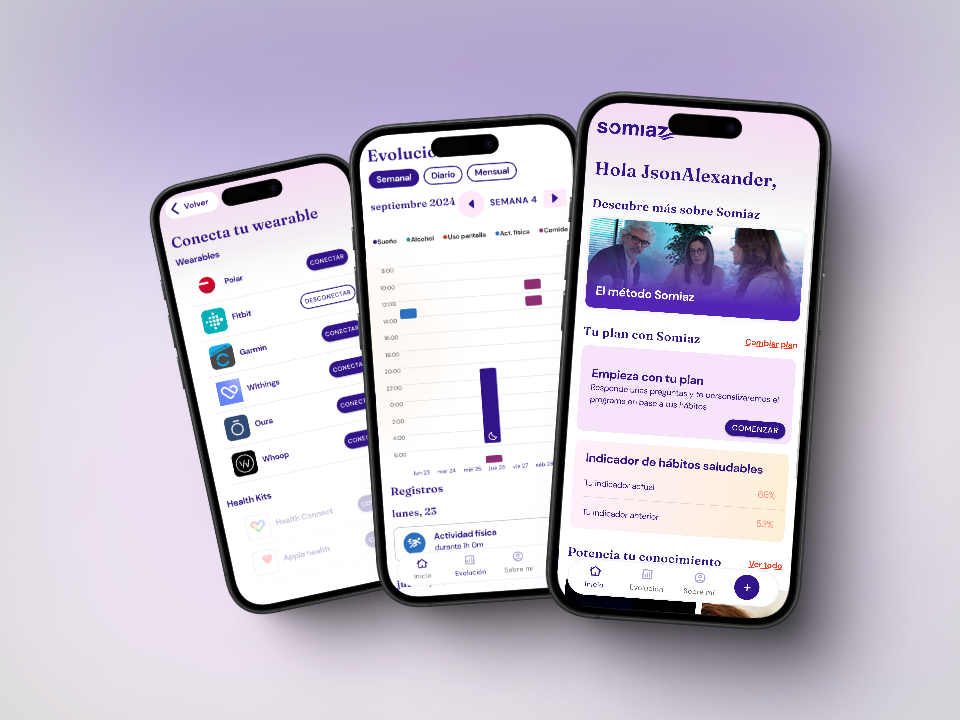 Volver
Conecta tu wearable
Wearables
Polar
CONECTAR
Fitbit
DESCONECTAR
Garmin
CONECTAR
Withings
CONECTA
Oura
CONEC
Whoop
CONEC
Health Kits
Health Connect
CO
Apple health
Evolució
Semanal
Diario
Mensual
septiembre 2024
SEMANA 4
Sueño
Alcohol
Uso pantalla
Act. física
Comida
8:00
10:00
12:00
14:00
16:00
18:00
20:00
22:00
0:00
2:00
4:00
6:00
lun 23
mar 24
mié 25
jue 26
vie 27
sáb 28
Registros
lunes, 23
Actividad física
durante 1h 0m
Inicio
Evolución
Sobre mí
somiaz
Hola JsonAlexander,
Descubre más sobre Somiaz
El método Somiaz
Tu plan con Somiaz
Cambiar plan
Empieza con tu plan
Responde unas preguntas y te personalizaremos el
programa en base a tus hábitos
COMENZAR
Indicador de hábitos saludables
Tu indicador actual
66%
Tu indicador anterior
53%
Potencia tu conocimiento
Ver todo
Inicio
Evolución
Sobre mí